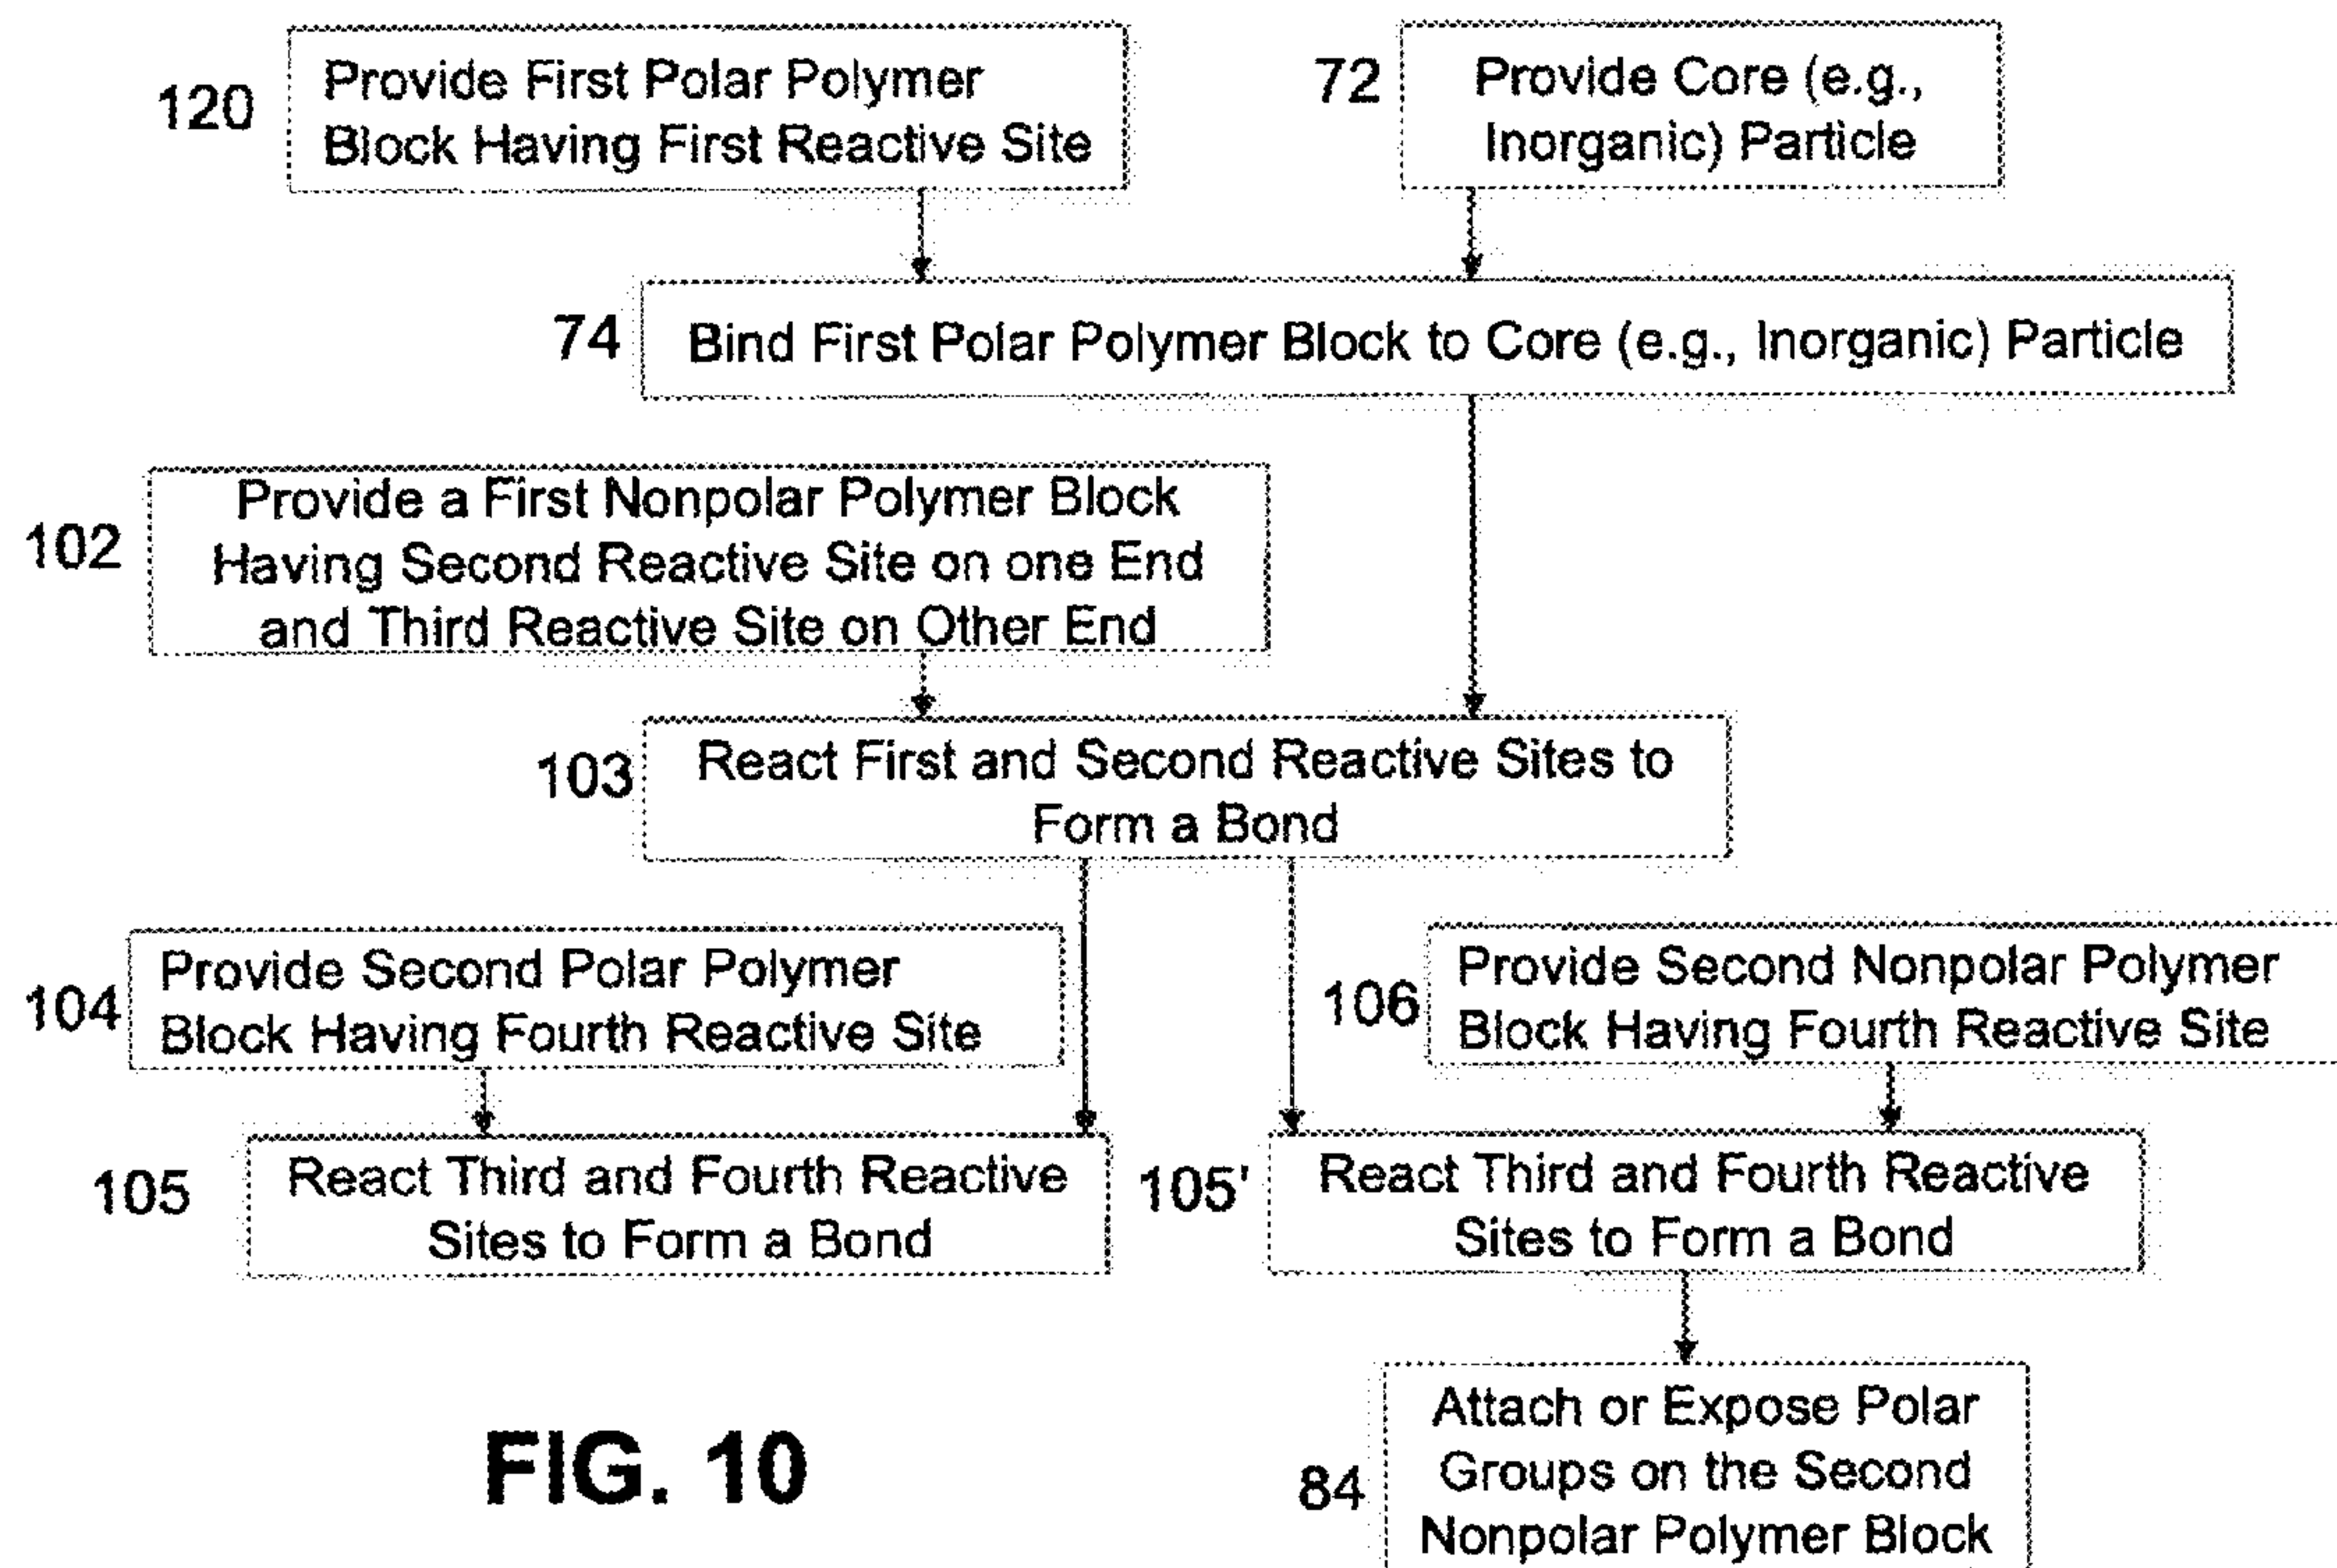 120
Provide First Polar Polymer
Block Having First Reactive Site
72
Provide Core (e.g.,
Inorganic) Particle
74
Bind First Polar Polymer Block to Core (e.g., Inorganic) Particle
102
Provide a First Nonpolar Polymer Block
Having Second Reactive Site on one End
and Third Reactive Site on Other End
103
React First and Second Reactive Sites to
Form a Bond
104
Provide Second Polar Polymer
Block Having Fourth Reactive Site
106
Provide Second Nonpolar Polymer
Block Having Fourth Reactive Site
105
React Third and Fourth Reactive
Sites to Form a Bond
105'
React Third and Fourth Reactive
Sites to Form a Bond
84
Attach or Expose Polar
Groups on the Second
Nonpolar Polymer Block
FIG. 10